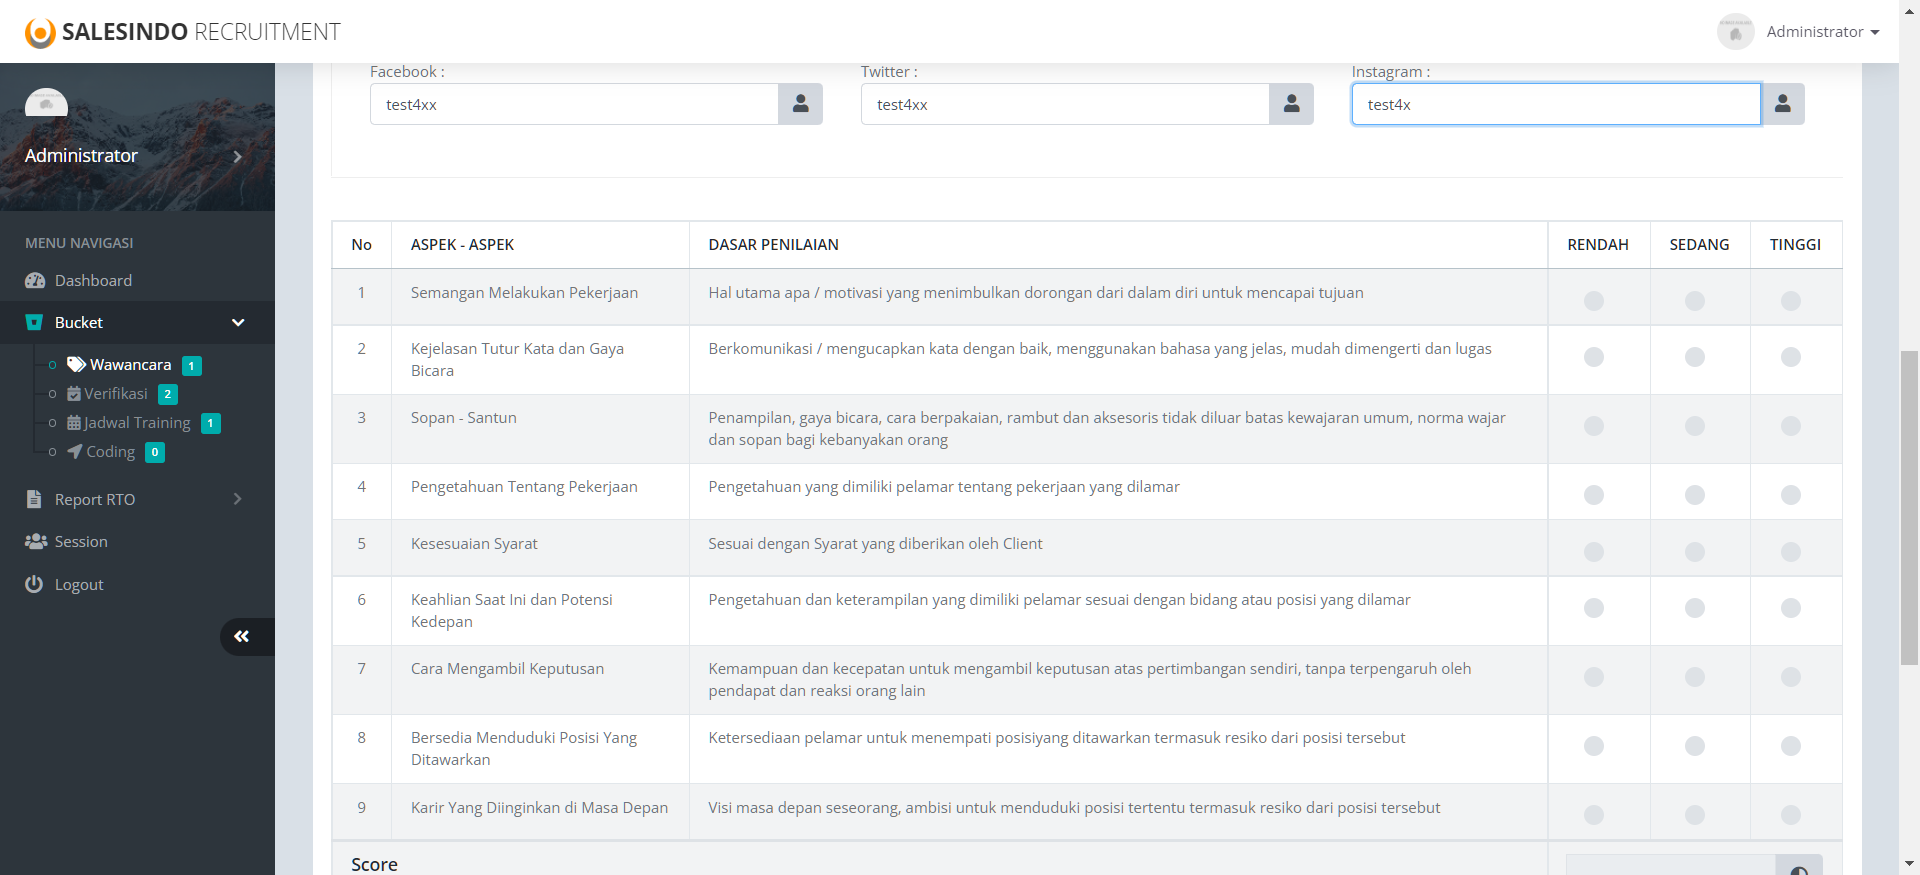 SALESINDO RECRUITMENT
Administrator
Administrator
MENU NAVIGASI
Dashboard
Bucket
Wawancara 1
Verifikasi 2
Jadwal Training 1
Coding 0
Report RTO
Session
Logout
Facebook : Twitter : Instagram :
test4xx test4xx test4x
No ASPEK - ASPEK DASAR PENILAIAN RENDAH SEDANG TINGGI
1 Semangan Melakukan Pekerjaan Hal utama apa / motivasi yang menimbulkan dorongan dari dalam diri untuk mencapai tujuan
2 Kejelasan Tutur Kata dan Gaya Berkomunikasi / mengucapkan kata dengan baik, menggunakan bahasa yang jelas, mudah dimengerti dan lugas
Bicara
3 Sopan - Santun Penampilan, gaya bicara, cara berpakaian, rambut dan aksesoris tidak diluar batas kewajaran umum, norma wajar
dan sopan bagi kebanyakan orang
4 Pengetahuan Tentang Pekerjaan Pengetahuan yang dimiliki pelamar tentang pekerjaan yang dilamar
5 Kesesuaian Syarat Sesuai dengan Syarat yang diberikan oleh Client
6 Keahlian Saat Ini dan Potensi Pengetahuan dan keterampilan yang dimiliki pelamar sesuai dengan bidang atau posisi yang dilamar
Kedepan
7 Cara Mengambil Keputusan Kemampuan dan kecepatan untuk mengambil keputusan atas pertimbangan sendiri, tanpa terpengaruh oleh
pendapat dan reaksi orang lain
8 Bersedia Menduduki Posisi Yang Ketersediaan pelamar untuk menempati posisiyang ditawarkan termasuk resiko dari posisi tersebut
Ditawarkan
9 Karir Yang Diinginkan di Masa Depan Visi masa depan seseorang, ambisi untuk menduduki posisi tertentu termasuk resiko dari posisi tersebut
Score